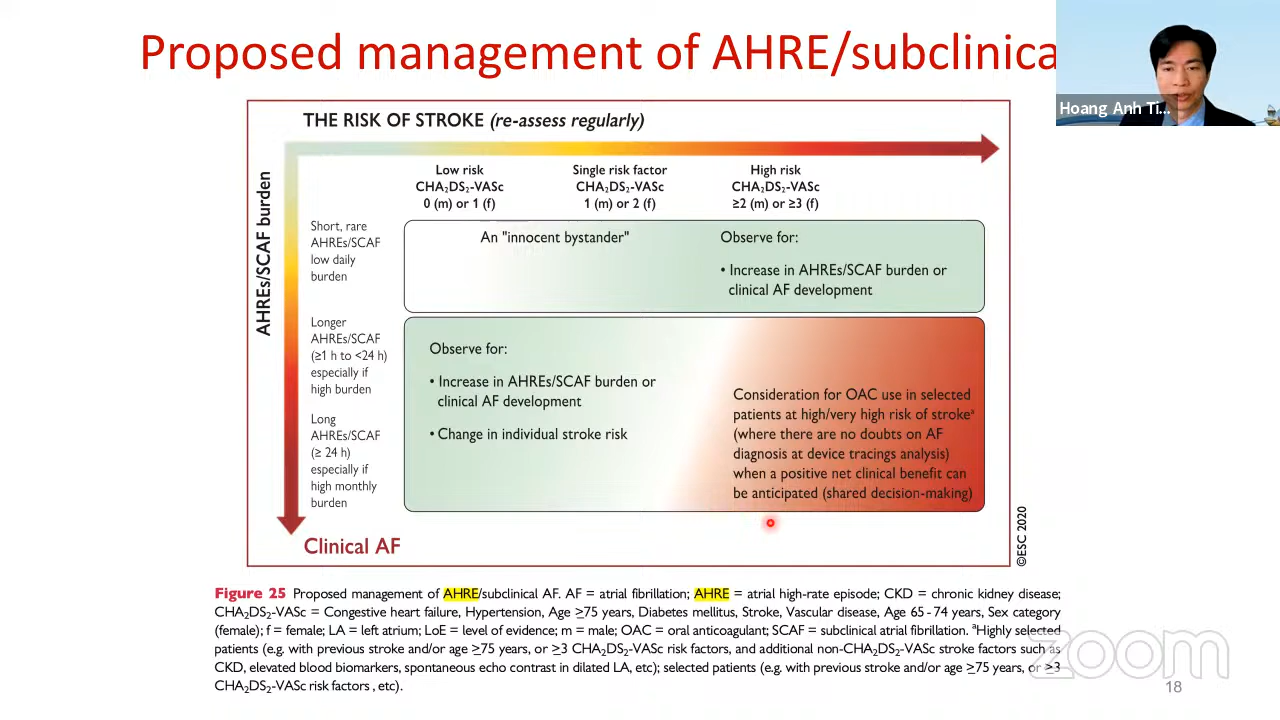 Proposed management of AHRE/subclinica
Hoang Anh Ti...
THE RISK OF STROKE (re-assess regularly)
AHREs/SCAF burden
Low risk
CHA₂DS₂-VASc
0 (m) or 1 (f)
Single risk factor
CHA₂DS₂-VASc
1 (m) or 2 (f)
High risk
CHA₂DS₂-VASc
≥2 (m) or ≥3 (f)
Short, rare
AHREs/SCAF
low daily
burden
An "innocent bystander"
Observe for:
• Increase in AHREs/SCAF burden or
clinical AF development
Longer
AHREs/SCAF
(≥1 h to <24 h)
especially if
high burden
Long
AHREs/SCAF
(≥ 24 h)
especially if
high monthly
burden
Observe for:
• Increase in AHREs/SCAF burden or
clinical AF development
• Change in individual stroke risk
Consideration for OAC use in selected
patients at high/very high risk of strokeᵃ
(where there are no doubts on AF
diagnosis at device tracings analysis)
when a positive net clinical benefit can
be anticipated (shared decision-making)
Clinical AF
©ESC 2020
Figure 25 Proposed management of AHRE/subclinical AF. AF = atrial fibrillation; AHRE = atrial high-rate episode; CKD = chronic kidney disease;
CHA₂DS₂-VASc = Congestive heart failure, Hypertension, Age ≥75 years, Diabetes mellitus, Stroke, Vascular disease, Age 65 - 74 years, Sex category
(female); f = female; LA = left atrium; LoE = level of evidence; m = male; OAC = oral anticoagulant; SCAF = subclinical atrial fibrillation. ᵃHighly selected
patients (e.g. with previous stroke and/or age ≥75 years, or ≥3 CHA₂DS₂-VASc risk factors, and additional non-CHA₂DS₂-VASc stroke factors such as
CKD, elevated blood biomarkers, spontaneous echo contrast in dilated LA, etc); selected patients (e.g. with previous stroke and/or age ≥75 years, or ≥3
CHA₂DS₂-VASc risk factors , etc).
zoom
18